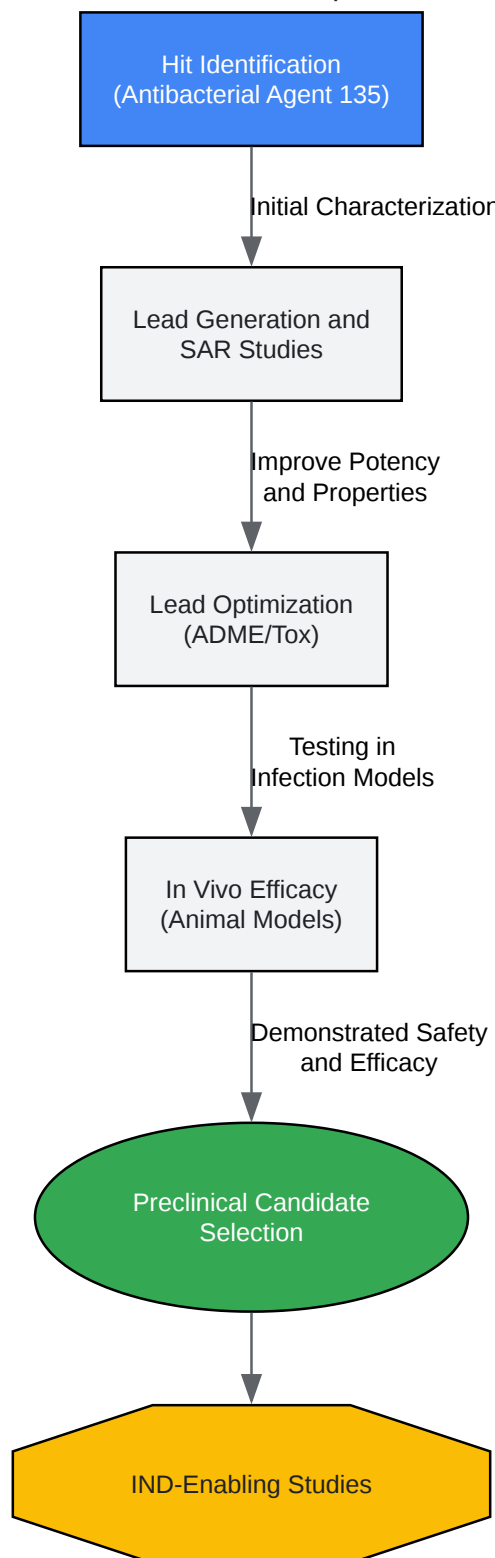 Hit Identification
(Antibacterial Agent 135)
Initial Characterization
Lead Generation and
SAR Studies
Improve Potency
and Properties
Lead Optimization
(ADME/Tox)
Testing in
Infection Models
In Vivo Efficacy
(Animal Models)
Demonstrated Safety
and Efficacy
Preclinical Candidate
Selection
IND-Enabling Studies